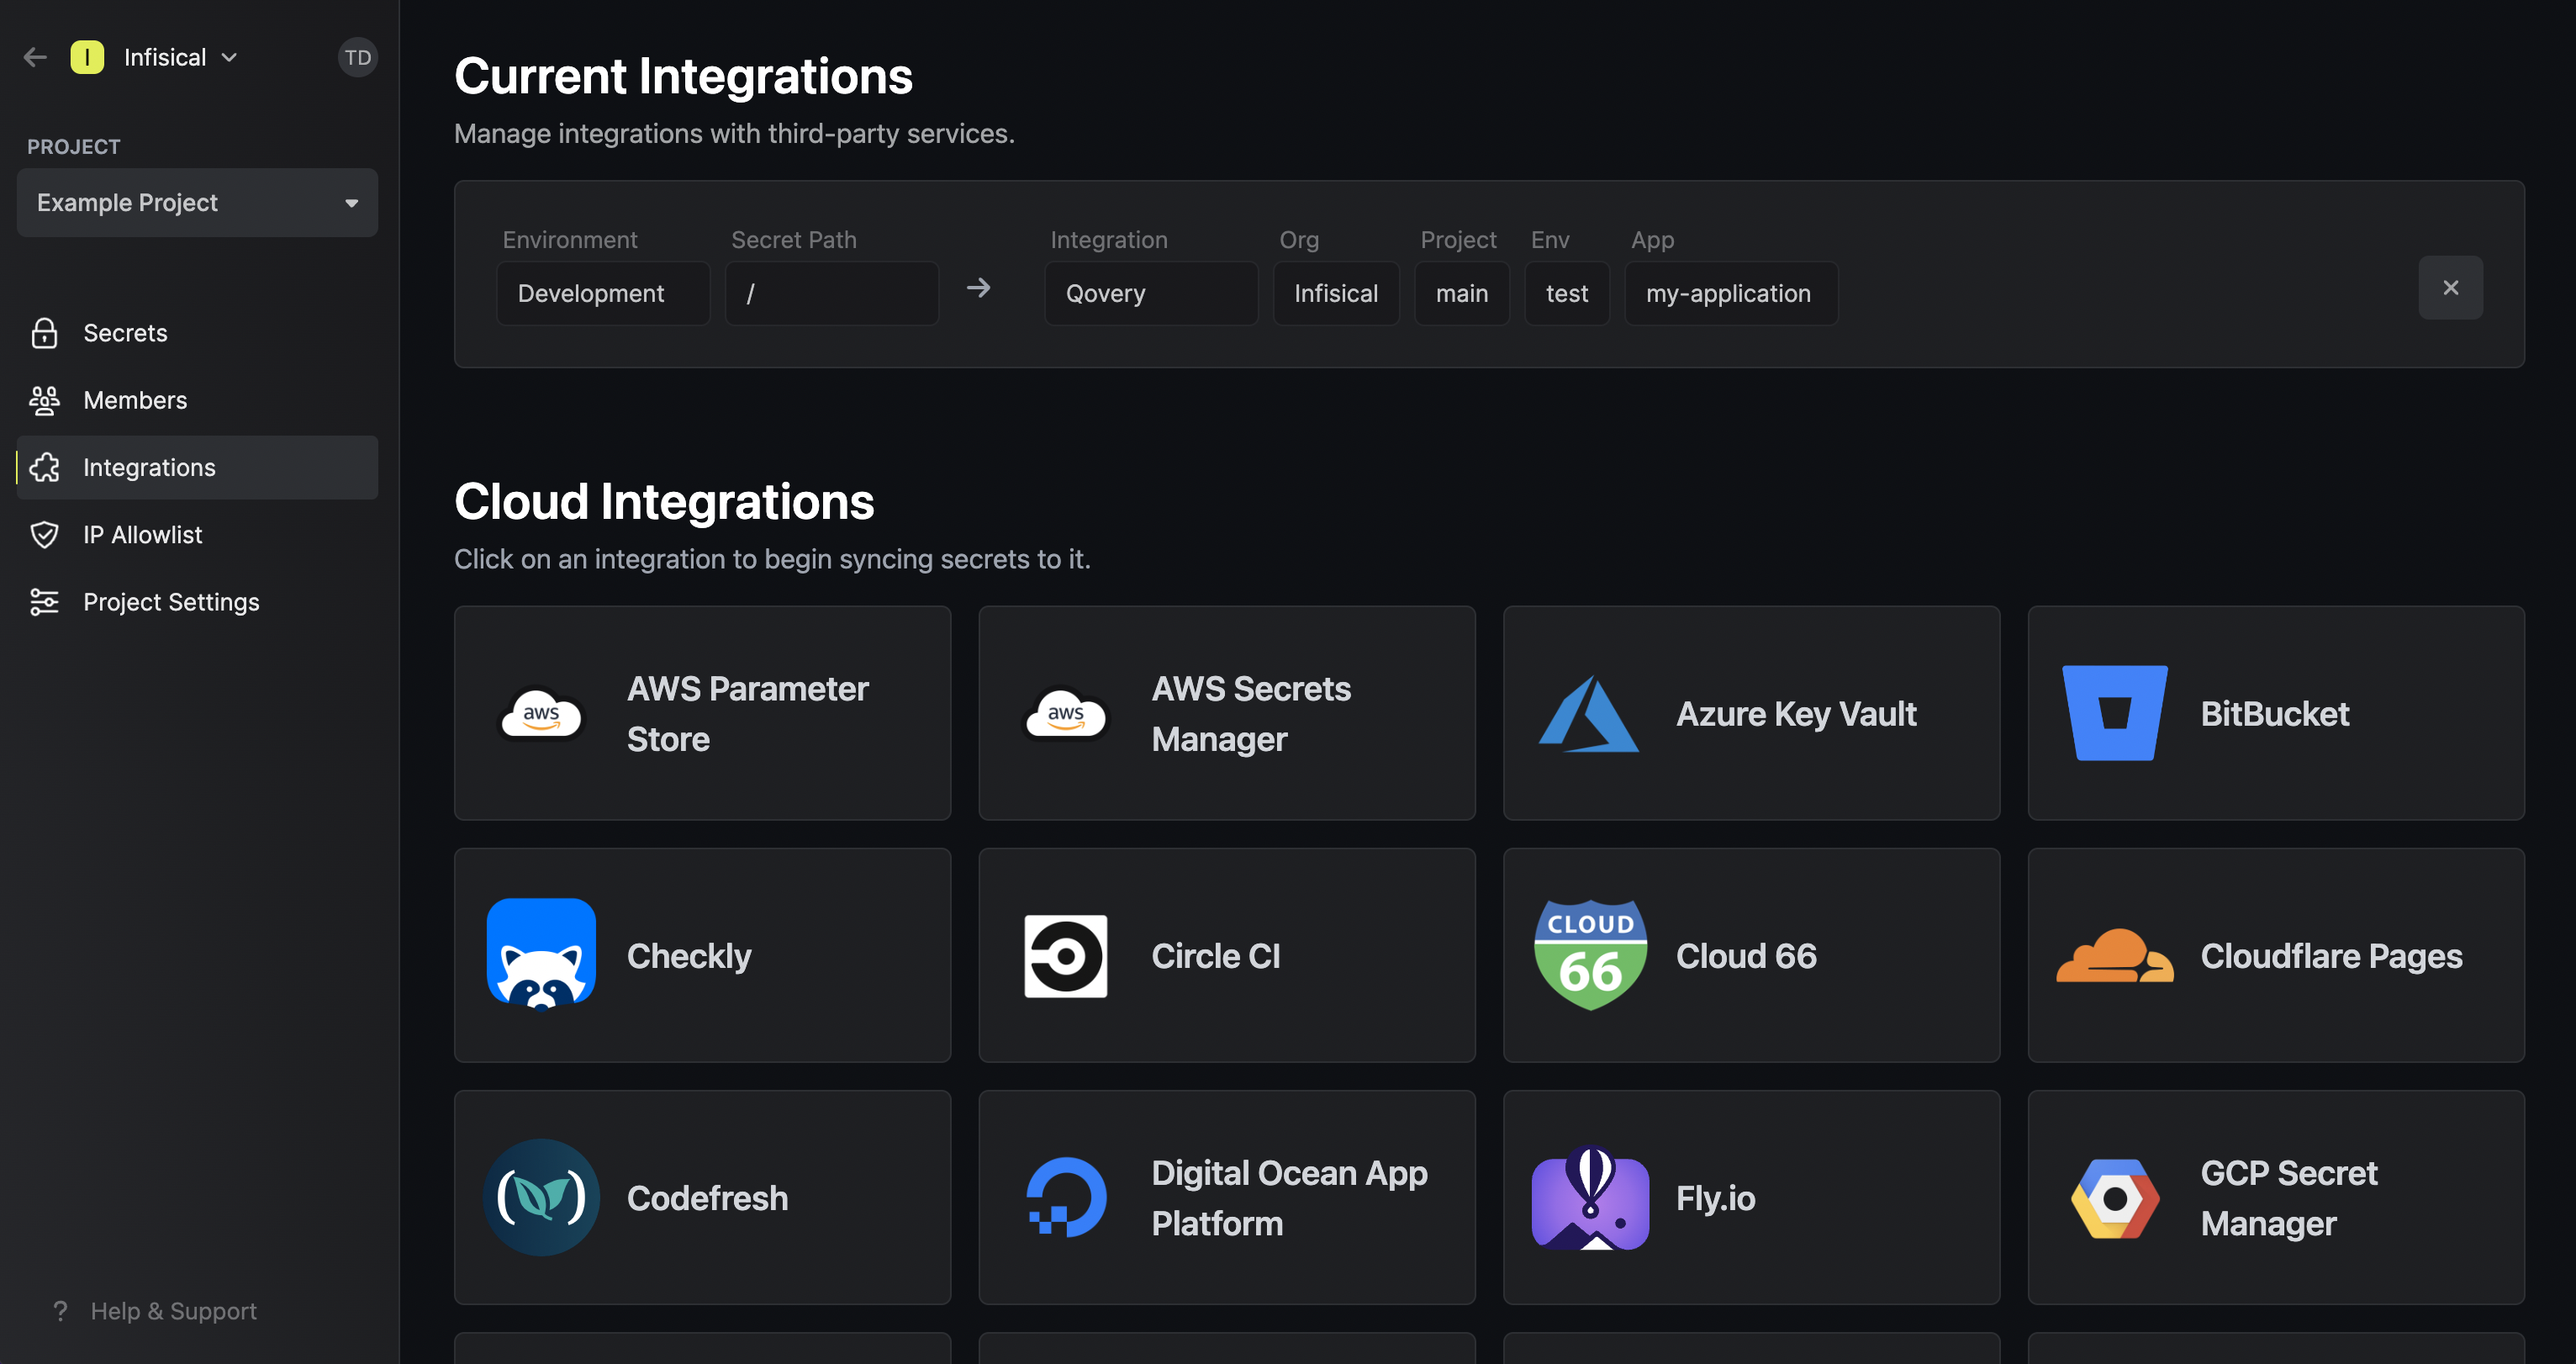 I Infisical TD
PROJECT
Example Project
Secrets
Members
Integrations
IP Allowlist
Project Settings
? Help & Support
Current Integrations
Manage integrations with third-party services.
Environment Secret Path Integration Org Project Env App
Development / Qovery Infisical main test my-application
Cloud Integrations
Click on an integration to begin syncing secrets to it.
aws
AWS Parameter
Store
aws
AWS Secrets
Manager
Azure Key Vault
BitBucket
Checkly
Circle CI
CLOUD
66
Cloud 66
Cloudflare Pages
Codefresh
Digital Ocean App
Platform
Fly.io
GCP Secret
Manager